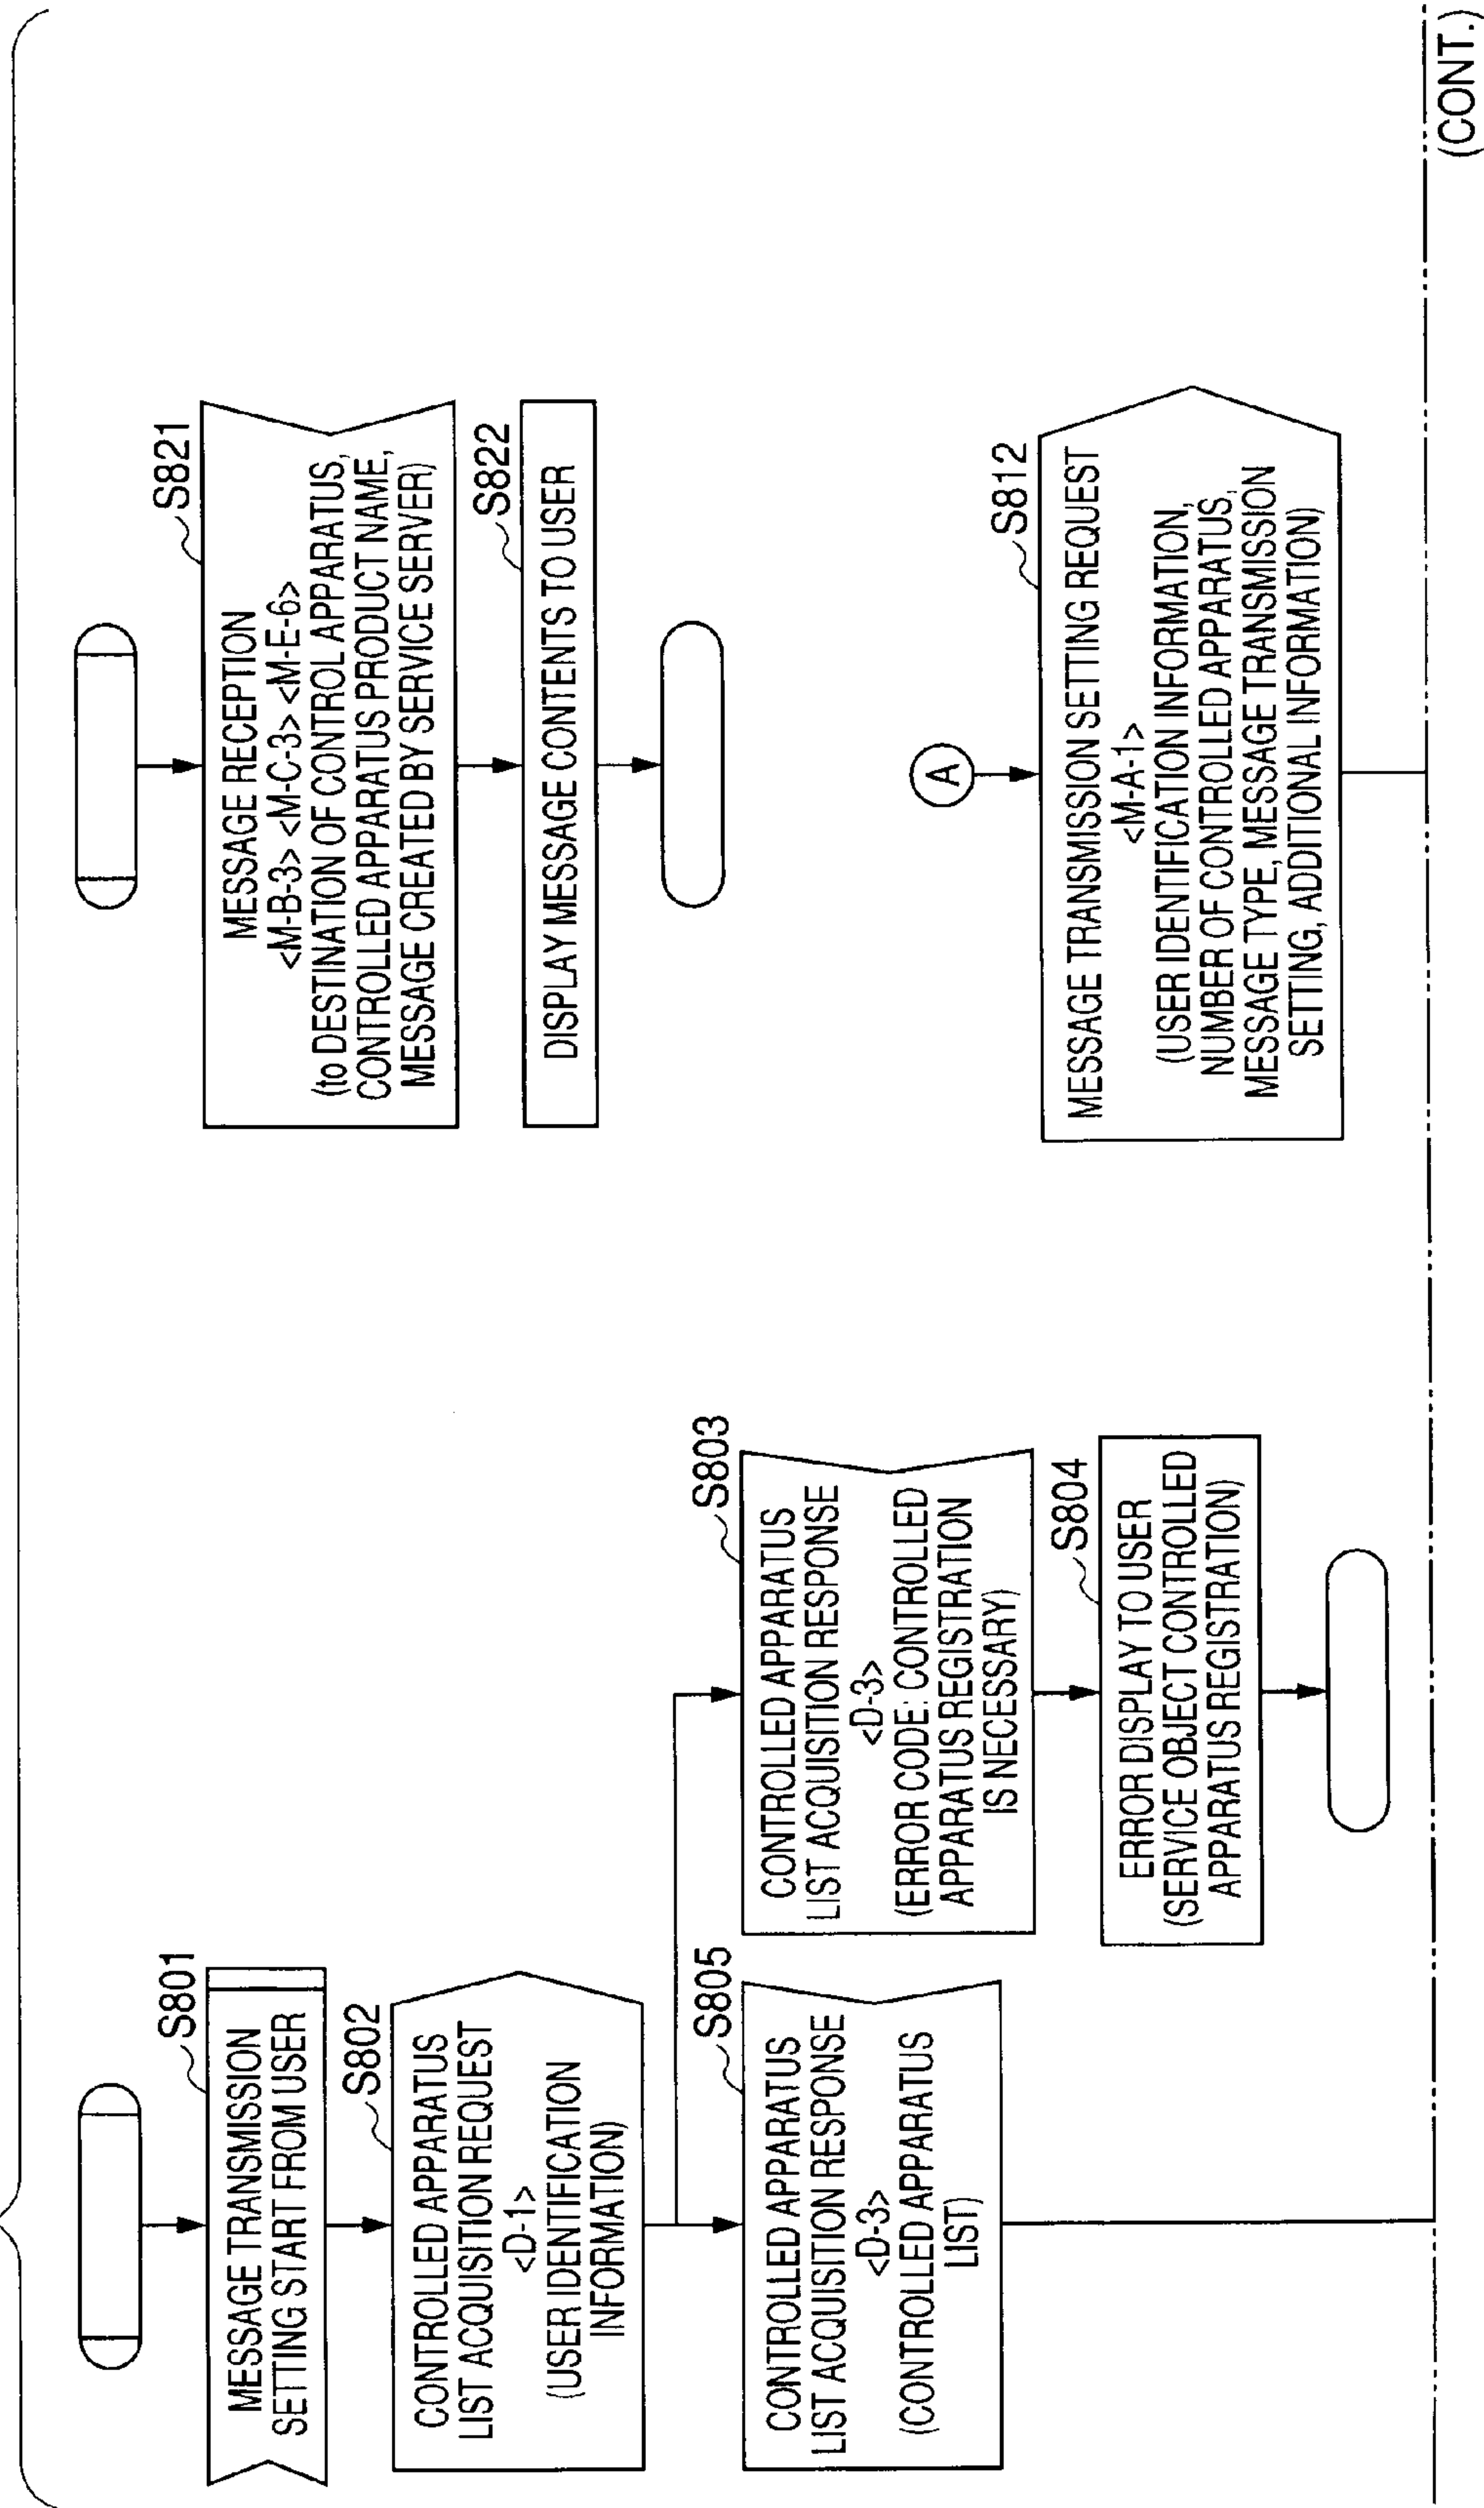 S801
MESSAGE TRANSMISSION
SETTING START FROM USER
S802
CONTROLLED APPARATUS
LIST ACQUISITION REQUEST
<D-1>
(USER IDENTIFICATION
INFORMATION)
S805
CONTROLLED APPARATUS
LIST ACQUISITION RESPONSE
<D-3>
(CONTROLLED APPARATUS
LIST)
S803
CONTROLLED APPARATUS
LIST ACQUISITION RESPONSE
<D-3>
(ERROR CODE: CONTROLLED
APPARATUS REGISTRATION
IS NECESSARY)
S804
ERROR DISPLAY TO USER
(SERVICE OBJECT CONTROLLED
APPARATUS REGISTRATION)
S821
MESSAGE RECEPTION
<M-B-3> <M-C-3> <M-E-6>
(to DESTINATION OF CONTROL APPARATUS,
CONTROLLED APPARATUS PRODUCT NAME,
MESSAGE CREATED BY SERVICE SERVER)
S822
DISPLAY MESSAGE CONTENTS TO USER
A
S812
MESSAGE TRANSMISSION SETTING REQUEST
<M-A-1>
(USER IDENTIFICATION INFORMATION,
NUMBER OF CONTROLLED APPARATUS,
MESSAGE TYPE, MESSAGE TRANSMISSION
SETTING, ADDITIONAL INFORMATION)
(CONT.)